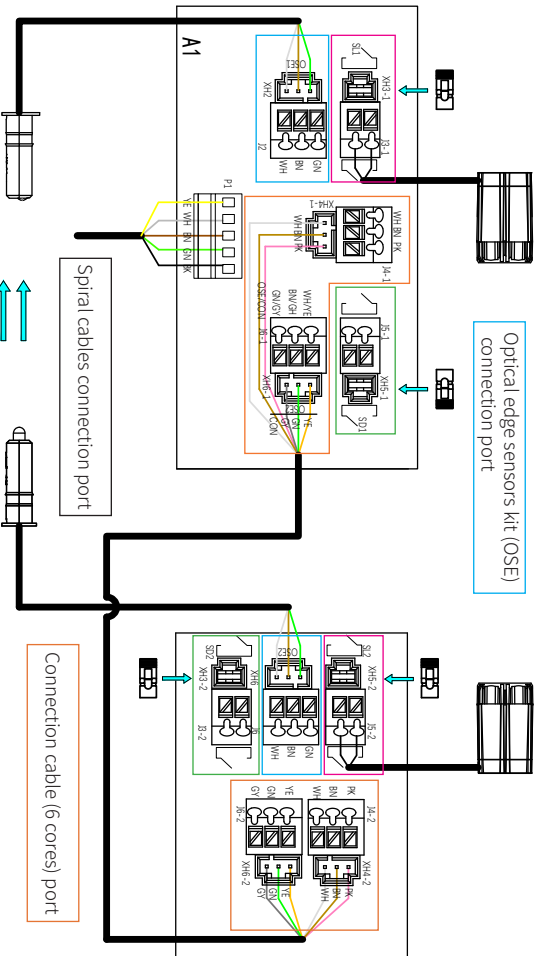 A1
SL1
XH3-1
J3-1
OSE1
XH2
J2
GN
BN
WH
P1
YE
WH
BN
GN
BK
XH4-1
WH
BN
PK
WH
BN
PK
J4-1
J5-1
XH5-1
SD1
WH/YE
BN/GH
GN/GY
OSE/CON
J6-1
XH6-1
OSE2
YE
GN
GY
CON
Optical edge sensors kit (OSE)
connection port
Spiral cables connection port
SL2
XH5-2
J5-2
OSE2
XH6
J6
GN
BN
WH
SD2
XH3-2
J3-2
PK
BN
WH
J4-2
XH4-2
PK
BN
WH
YE
GN
GY
J6-2
XH6-2
YE
GN
GY
Connection cable (6 cores) port